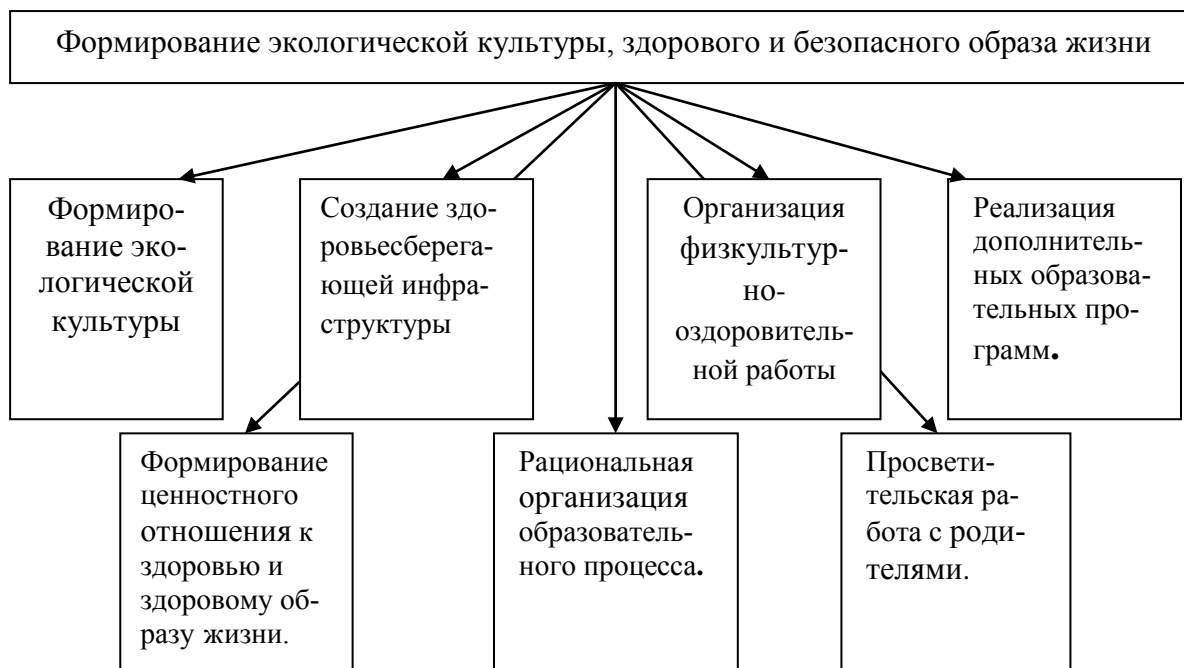 Формирование экологической культуры, здорового и безопасного образа жизни
Формиро-
вание эко-
логической
культуры
Создание здо-
ровьесберега-
ющей инфра-
структуры
Организация
физкультур-
но-
оздоровитель-
ной работы
Реализация
дополнитель-
ных образова-
тельных про-
грамм.
Формирование
ценностного
отношения к
здоровью и
здоровому об-
разу жизни.
Рациональная
организация
образователь-
ного процесса.
Просвети-
тельская ра-
бота с роди-
телями.